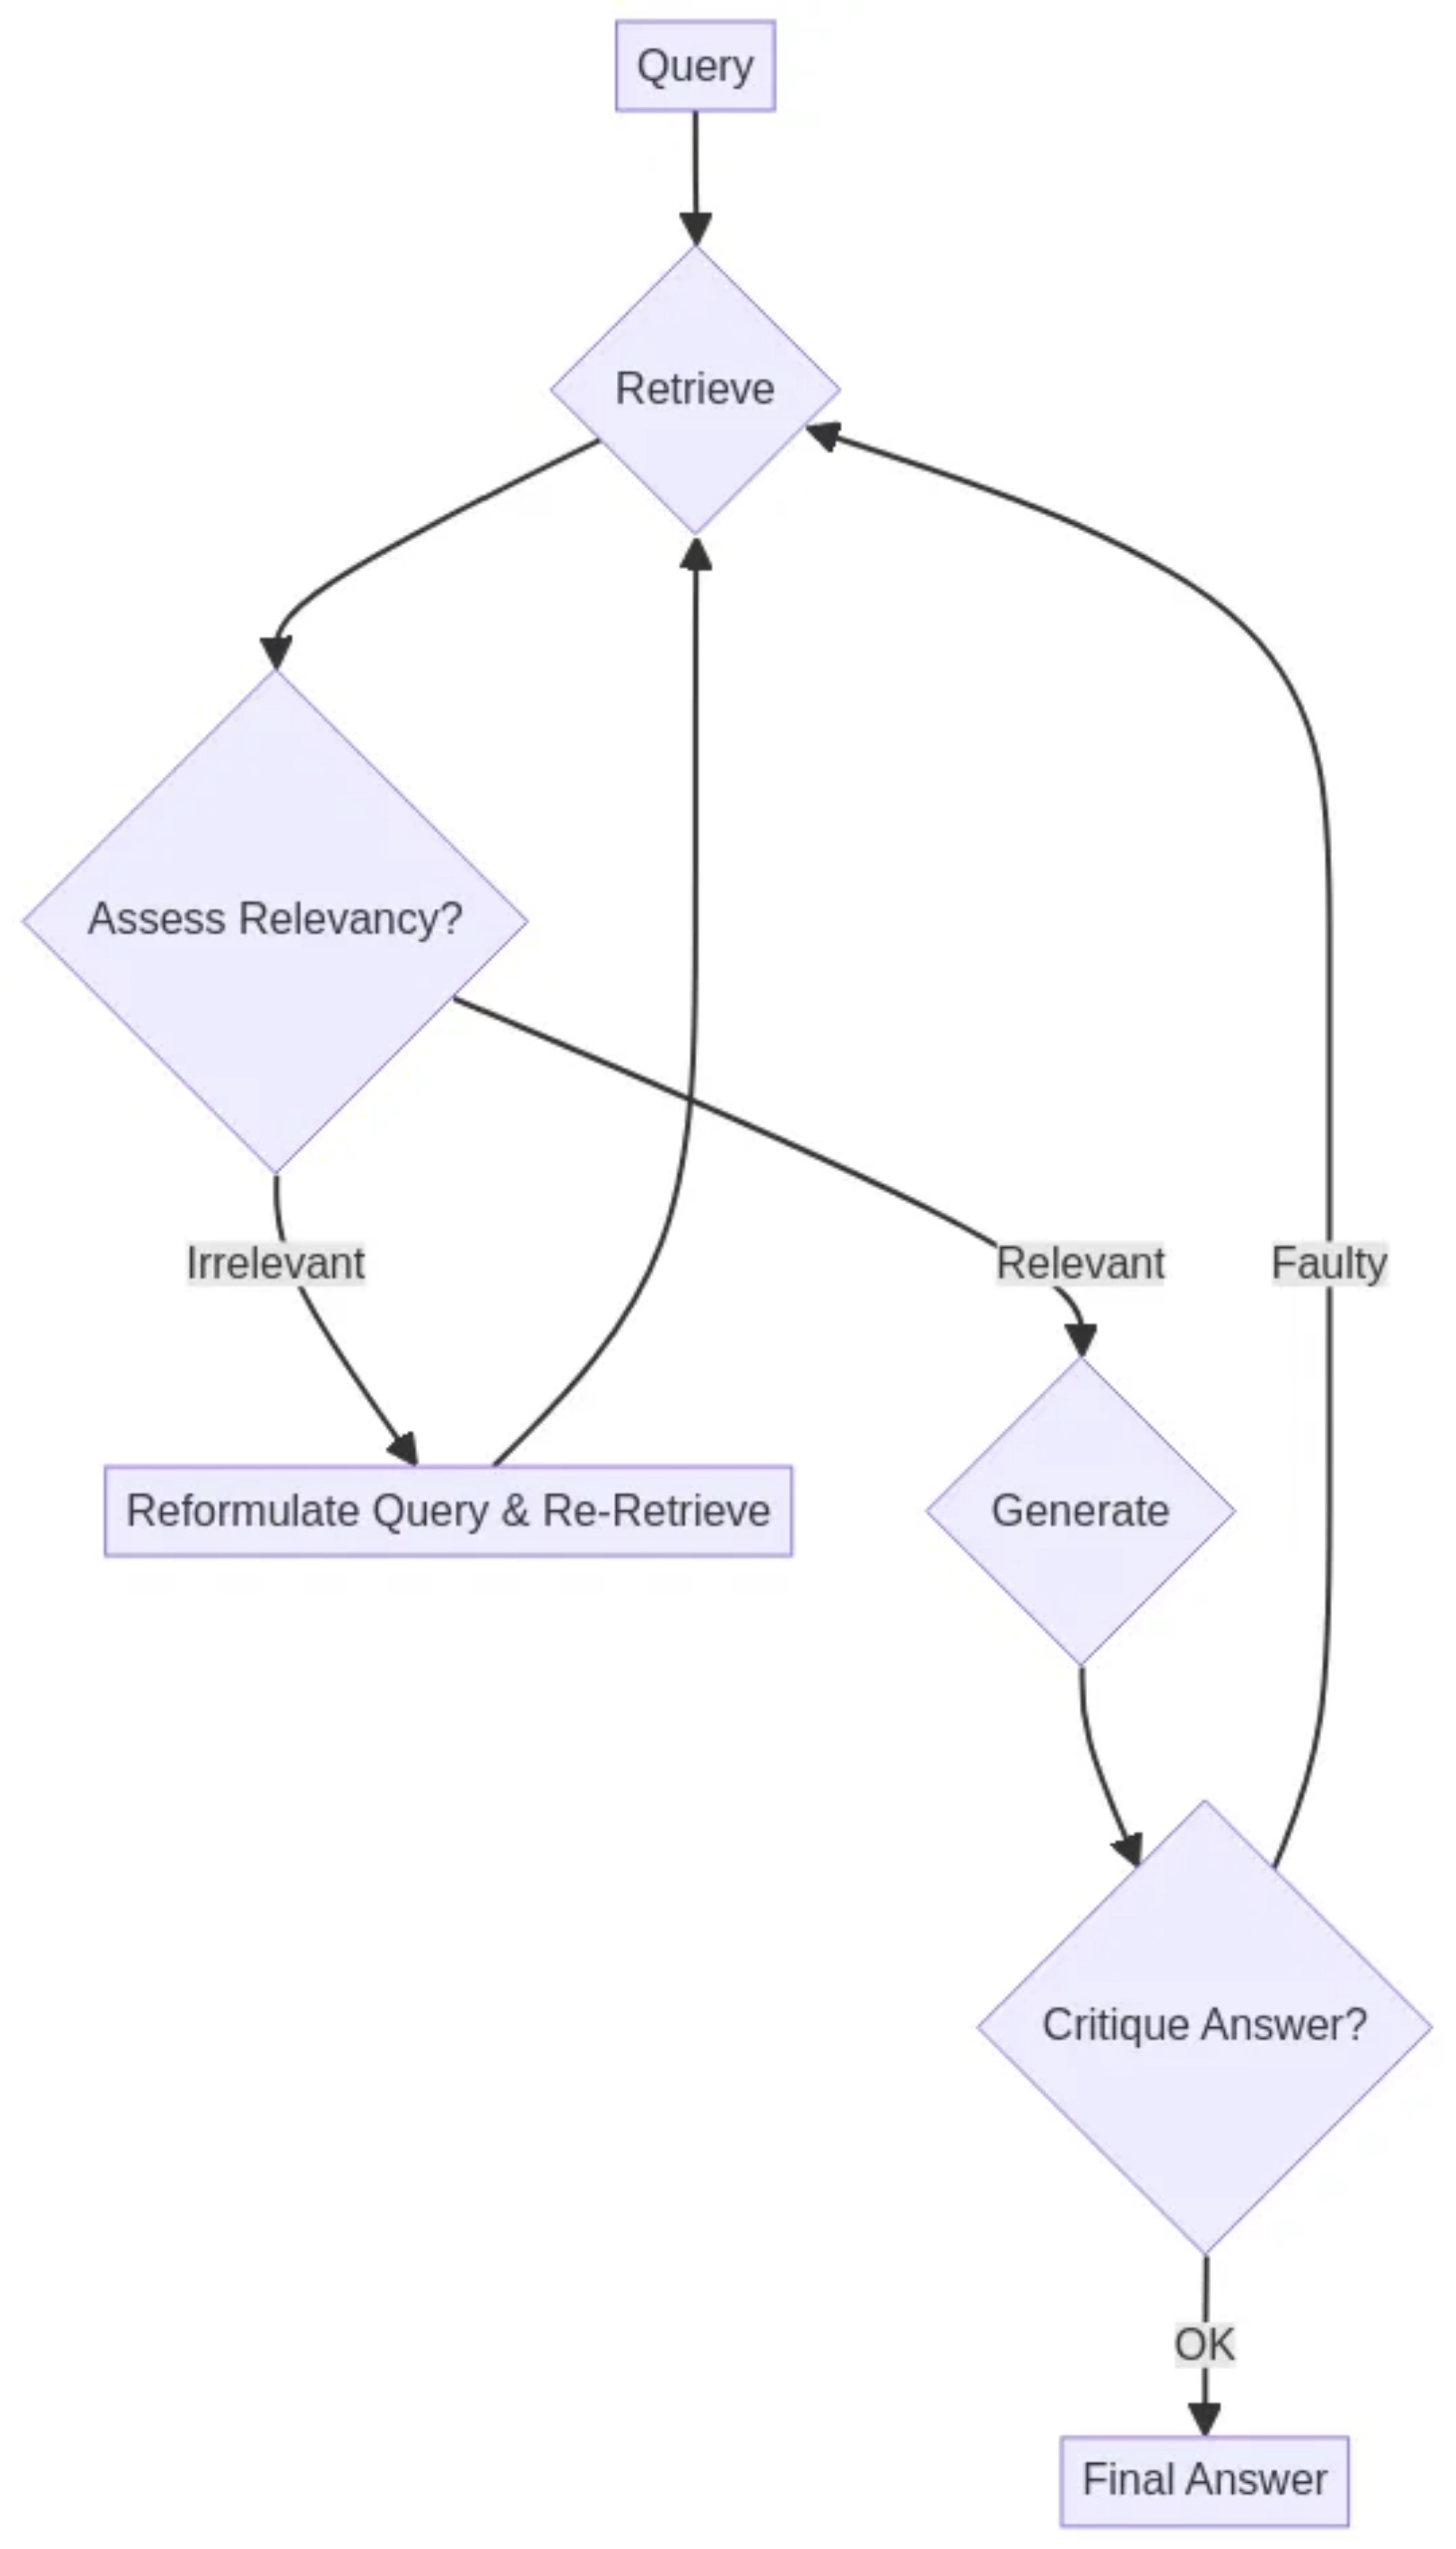 Query
Retrieve
Assess Relevancy?
Irrelevant
Relevant
Faulty
Reformulate Query & Re-Retrieve
Generate
Critique Answer?
OK
Final Answer